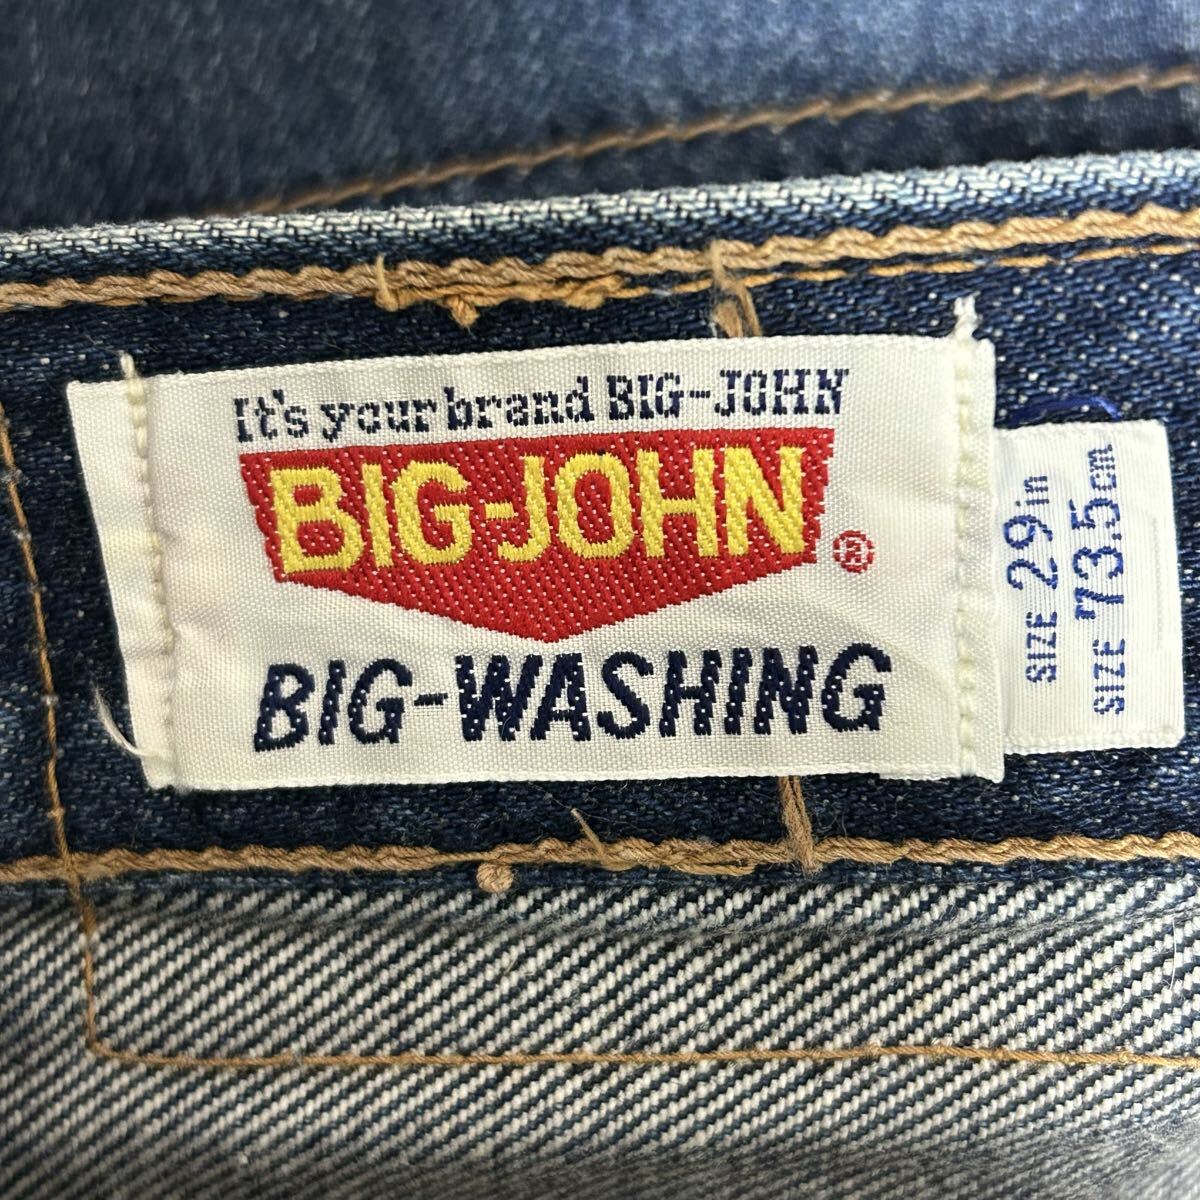 It's your brand BIG-JOHN
BIG-JOHN
®
BIG-WASHING
SIZE 29in
SIZE 73.5cm